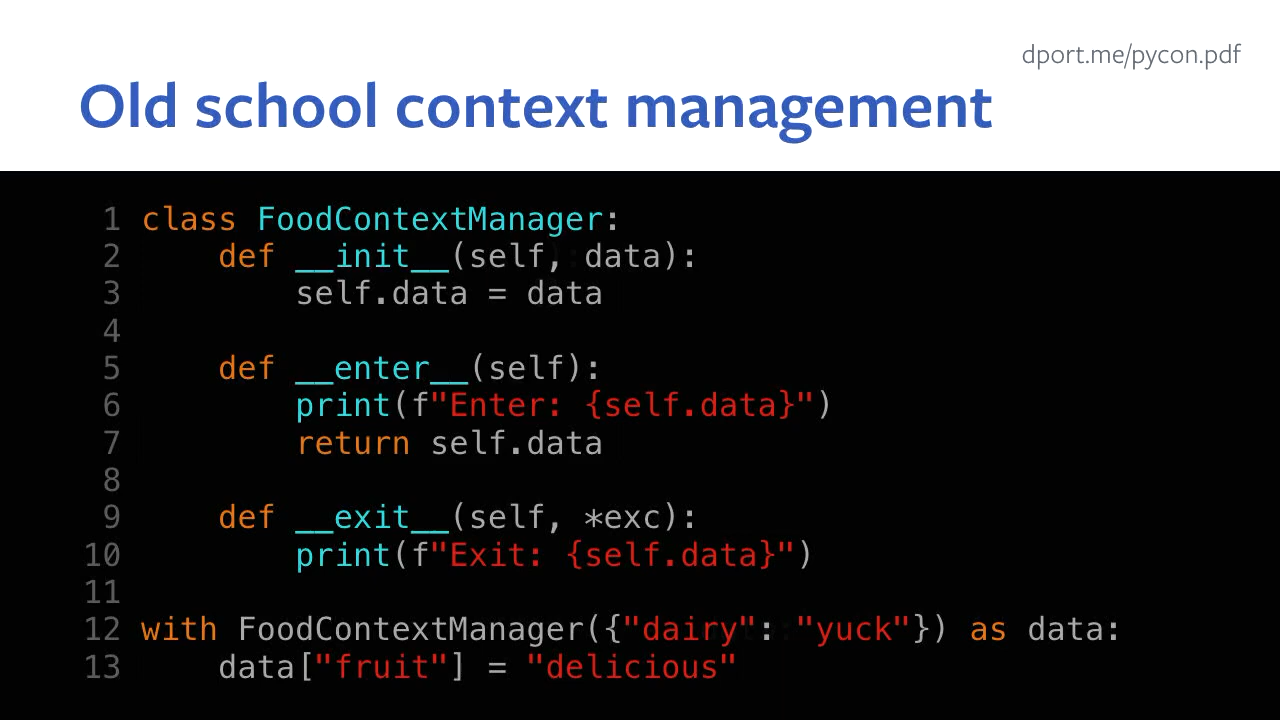 dport.me/pycon.pdf
Old school context management
1 class FoodContextManager:
2     def __init__(self, data):
3         self.data = data
4
5     def __enter__(self):
6         print(f"Enter: {self.data}")
7         return self.data
8
9     def __exit__(self, *exc):
10         print(f"Exit: {self.data}")
11
12 with FoodContextManager({"dairy": "yuck"}) as data:
13     data["fruit"] = "delicious"